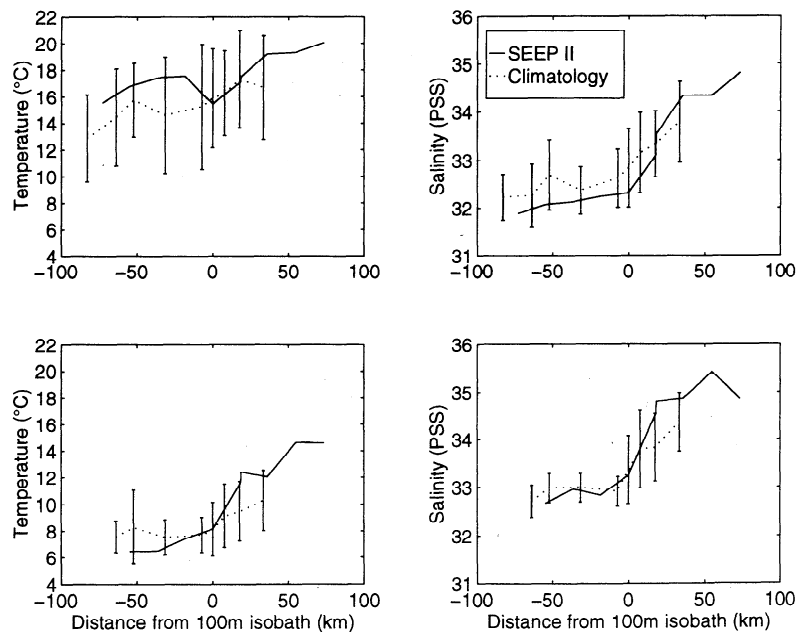 22
20
18
16
14
12
10
8
6
4
Temperature (°C)
−100 −50 0 50 100
36
35
34
33
32
31
Salinity (PSS)
SEEP II
Climatology
−100 −50 0 50 100
22
20
18
16
14
12
10
8
6
4
Temperature (°C)
−100 −50 0 50 100
Distance from 100m isobath (km)
36
35
34
33
32
31
Salinity (PSS)
−100 −50 0 50 100
Distance from 100m isobath (km)